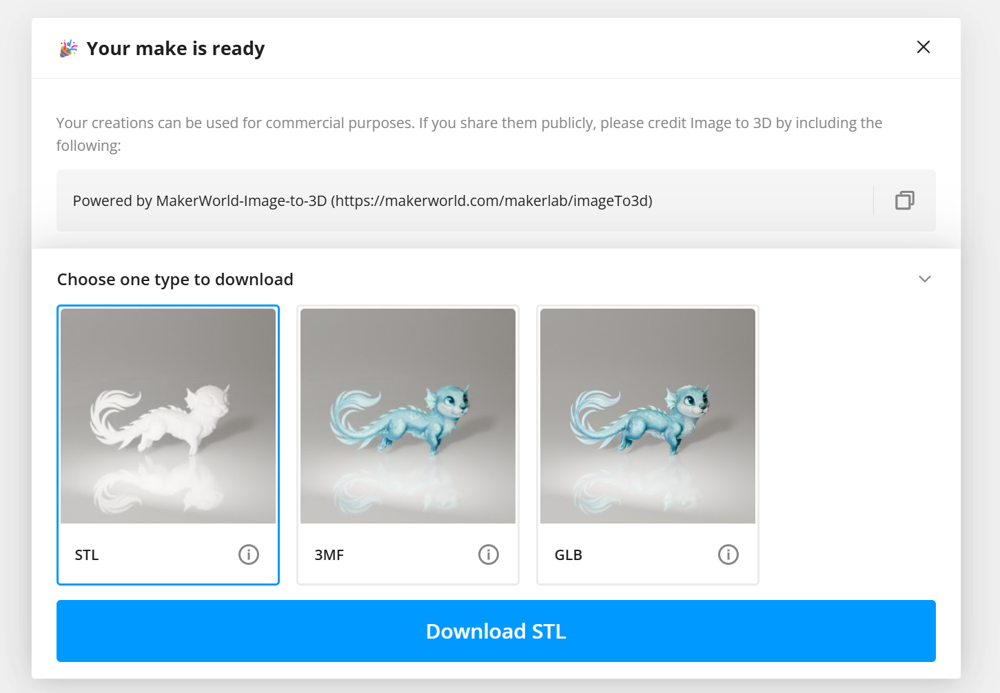 Your make is ready
Your creations can be used for commercial purposes. If you share them publicly, please credit Image to 3D by including the
following:
Powered by MakerWorld-Image-to-3D (https://makerworld.com/makerlab/imageTo3d)
Choose one type to download
STL
3MF
GLB
Download STL